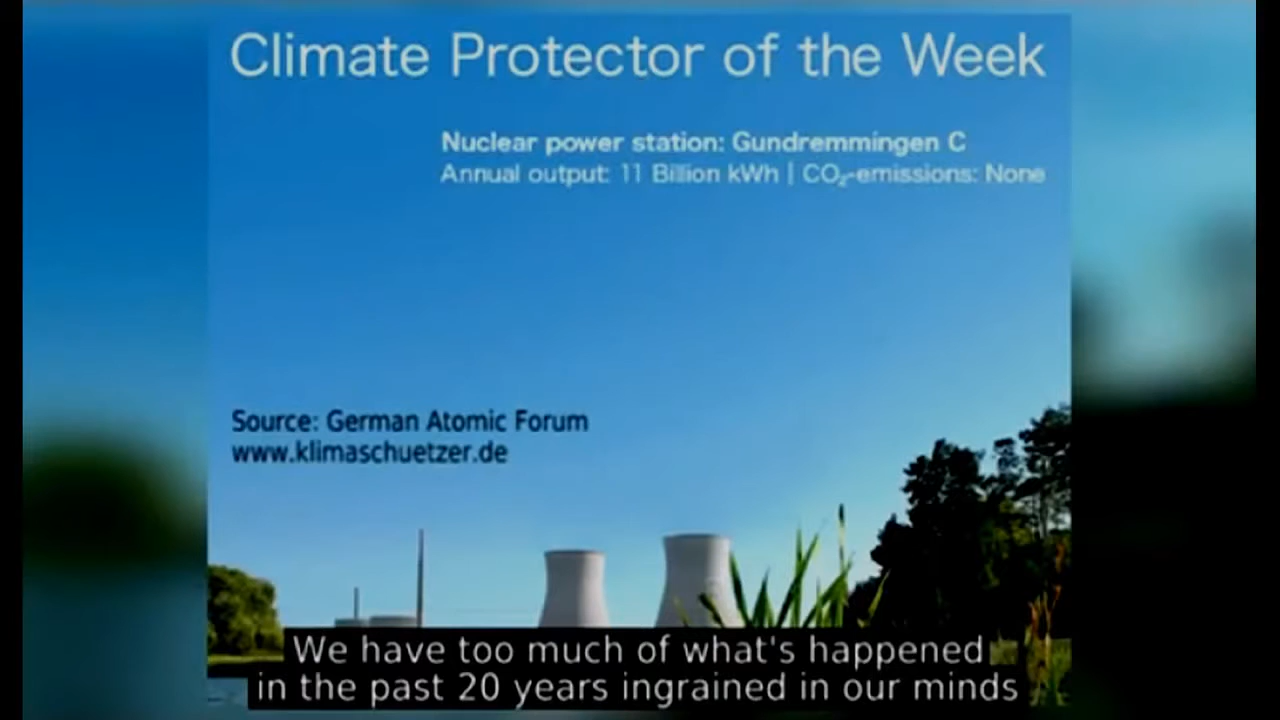 Climate Protector of the Week
Nuclear power station: Gundremmingen C
Annual output: 11 Billion kWh | CO₂-emissions: None
Source: German Atomic Forum
www.klimaschuetzer.de
We have too much of what's happened
in the past 20 years ingrained in our minds